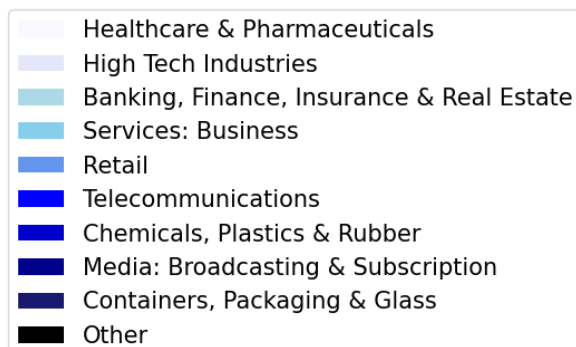 Healthcare & Pharmaceuticals
High Tech Industries
Banking, Finance, Insurance & Real Estate
Services: Business
Retail
Telecommunications
Chemicals, Plastics & Rubber
Media: Broadcasting & Subscription
Containers, Packaging & Glass
Other